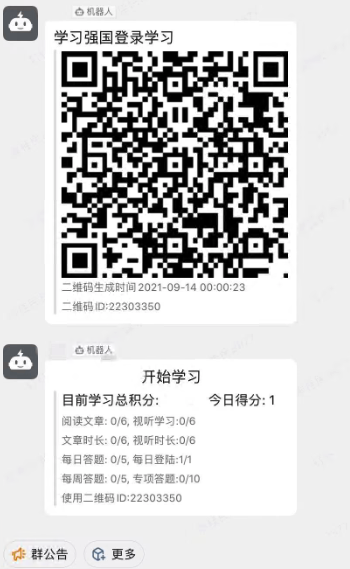 机器人
学习强国登录学习
二维码生成时间2021-09-14 00:00:23
二维码ID:22303350
机器人
开始学习
目前学习总积分: 今日得分: 1
阅读文章: 0/6, 视听学习:0/6
文章时长: 0/6, 视听时长:0/6
每日答题: 0/5, 每日登陆:1/1
每周答题: 0/5, 专项答题:0/10
使用二维码ID:22303350
群公告
更多